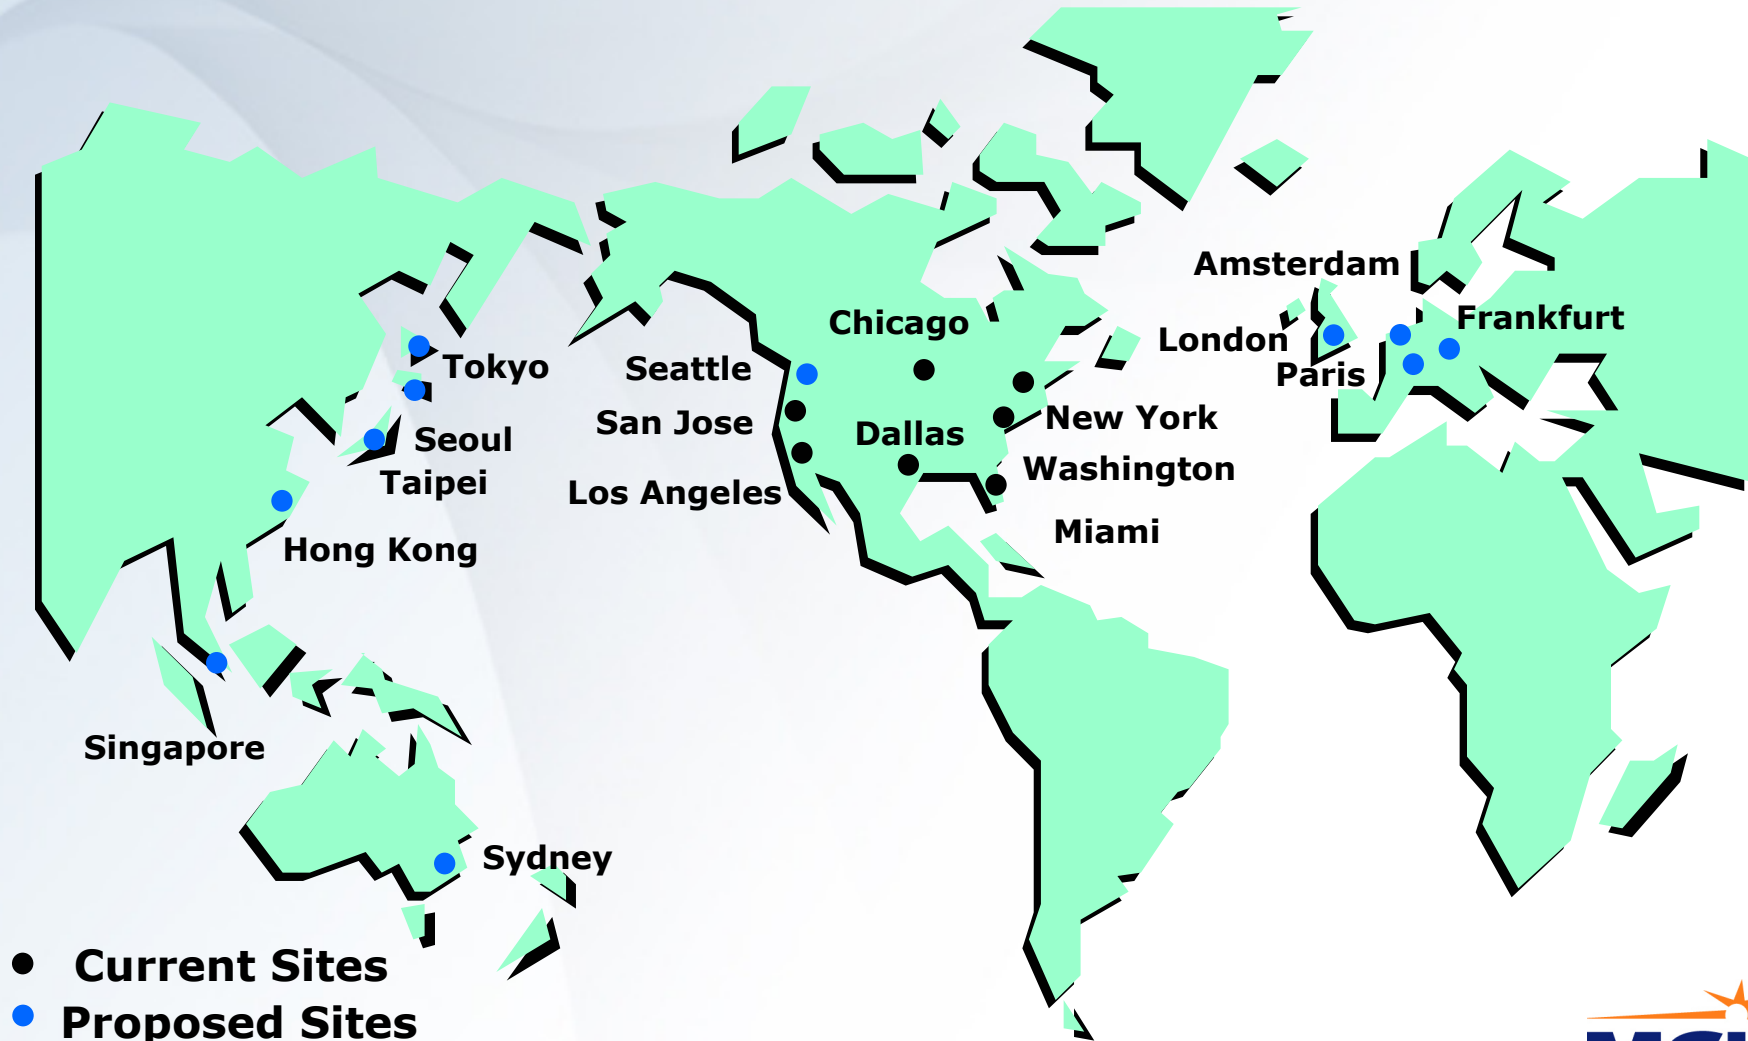 Amsterdam
Chicago
Frankfurt
London
Tokyo
Seattle
Paris
San Jose
New York
Dallas
Seoul
Washington
Taipei
Los Angeles
Miami
Hong Kong
Singapore
Sydney
Current Sites
Proposed Sites
MCI